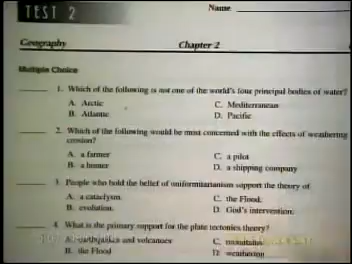 TEST 2
Name
Geography Chapter 2
Multiple Choice
1. Which of the following is not one of the world's four principal bodies of water?
A. Arctic C. Mediterranean
B. Atlantic D. Pacific
2. Which of the following would be most concerned with the effects of weathering
erosion?
A. a farmer C. a pilot
B. a banker D. a shipping company
3. People who hold the belief of uniformitarianism support the theory of
A. a cataclysm. C. the Flood.
B. evolution. D. God's intervention.
4. What is the primary support for the plate tectonics theory?
A. earthquakes and volcanoes C. mountains
B. the Flood D. weathering